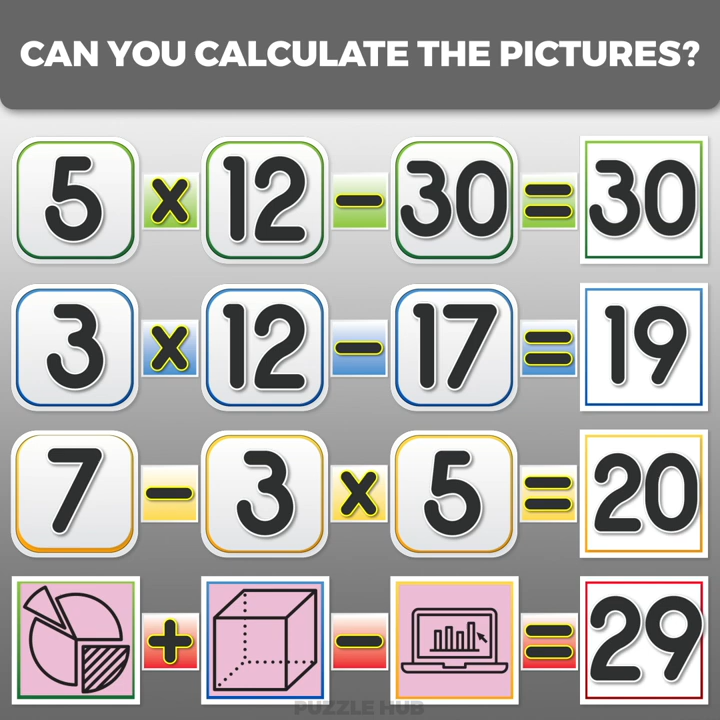 CAN YOU CALCULATE THE PICTURES?
5 x 12 - 30 = 30
3 x 12 - 17 = 19
7 - 3 x 5 = 20
+ - = 29
PUZZLE HUB